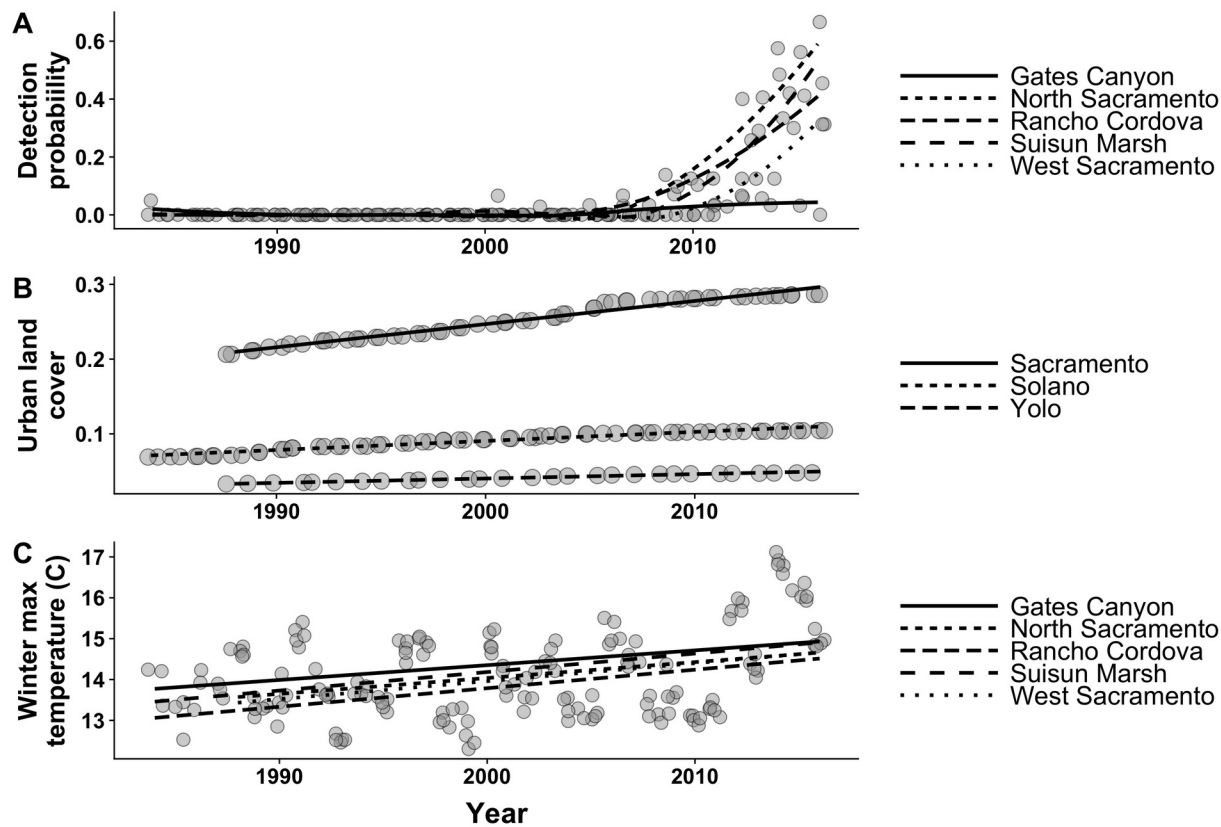 A
Detection
probability
0.6
0.4
0.2
0.0
1990 2000 2010
Gates Canyon
North Sacramento
Rancho Cordova
Suisun Marsh
West Sacramento
B
Urban land
cover
0.3
0.2
0.1
1990 2000 2010
Sacramento
Solano
Yolo
C
Winter max
temperature (C)
17
16
15
14
13
1990 2000 2010
Year
Gates Canyon
North Sacramento
Rancho Cordova
Suisun Marsh
West Sacramento